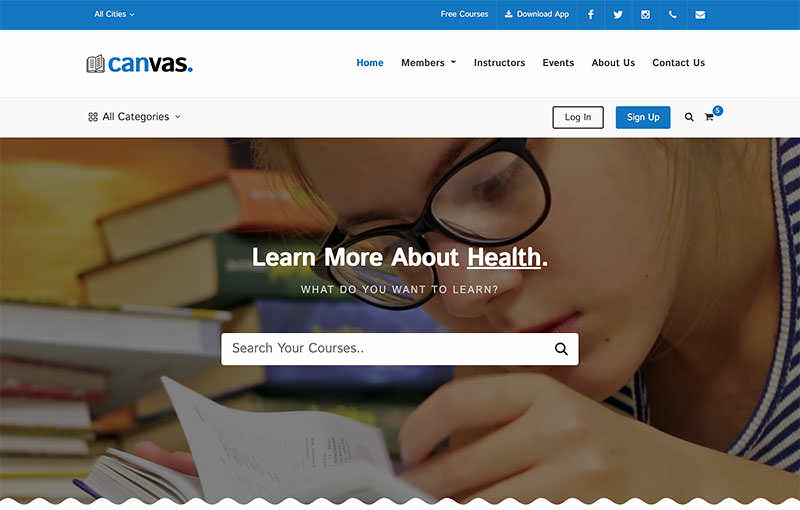 All Cities
Free Courses
Download App
canvas.
Home
Members
Instructors
Events
About Us
Contact Us
All Categories
Log In
Sign Up
5
Learn More About Health.
WHAT DO YOU WANT TO LEARN?
Search Your Courses..